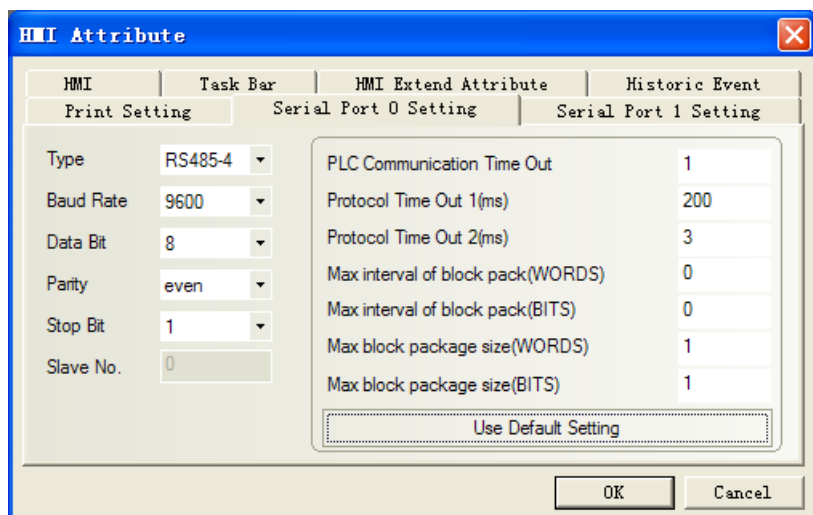 HMI Attribute
HMI Task Bar HMI Extend Attribute Historic Event
Print Setting Serial Port 0 Setting Serial Port 1 Setting
Type RS485-4
Baud Rate 9600
Data Bit 8
Parity even
Stop Bit 1
Slave No. 0
PLC Communication Time Out 1
Protocol Time Out 1(ms) 200
Protocol Time Out 2(ms) 3
Max interval of block pack(WORDS) 0
Max interval of block pack(BITS) 0
Max block package size(WORDS) 1
Max block package size(BITS) 1
Use Default Setting
OK Cancel